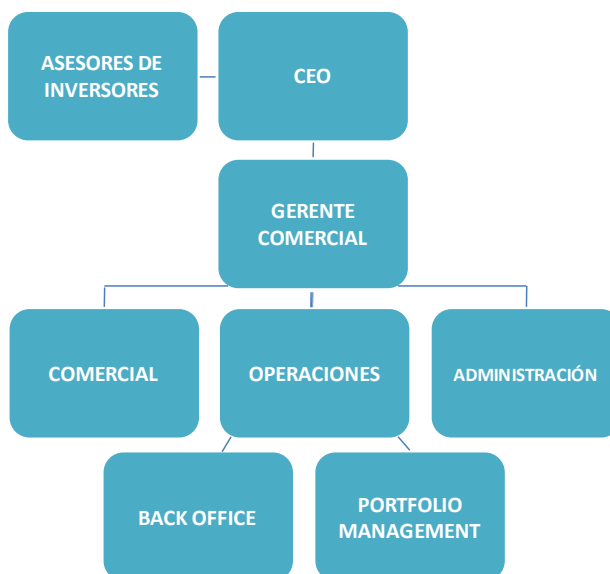 ASESORES DE
INVERSORES
CEO
GERENTE
COMERCIAL
COMERCIAL
OPERACIONES
ADMINISTRACIÓN
BACK OFFICE
PORTFOLIO
MANAGEMENT